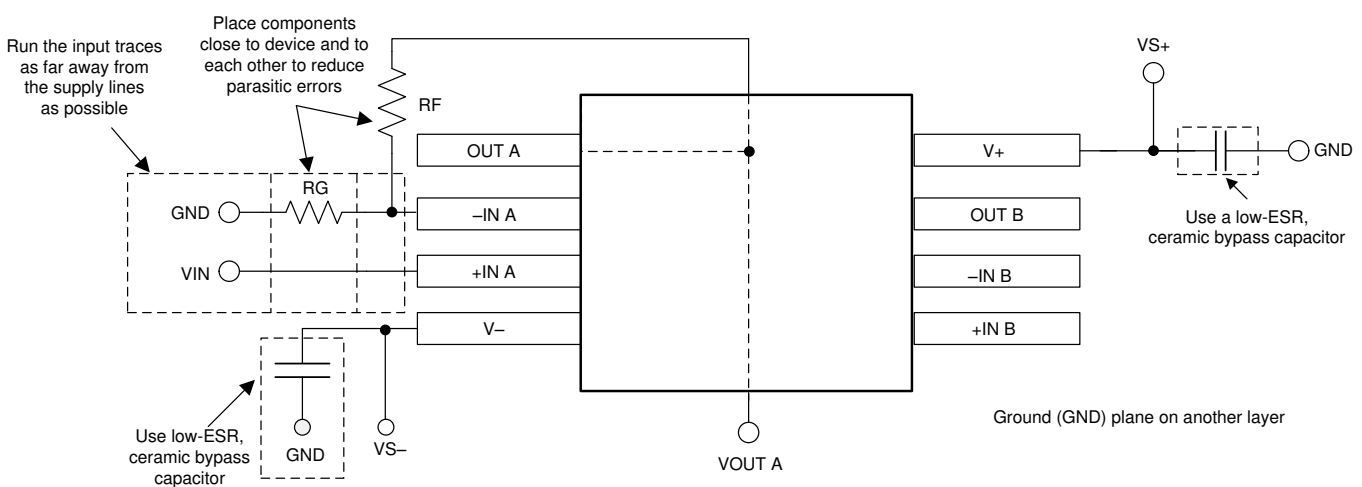 Place components
close to device and to
each other to reduce
parasitic errors
Run the input traces
as far away from
the supply lines
as possible
VS+
RF
OUT A
V+
GND
RG
GND
–IN A
OUT B
Use a low-ESR,
ceramic bypass capacitor
VIN
+IN A
–IN B
V–
+IN B
Ground (GND) plane on another layer
Use low-ESR,
ceramic bypass
capacitor
GND
VS–
VOUT A